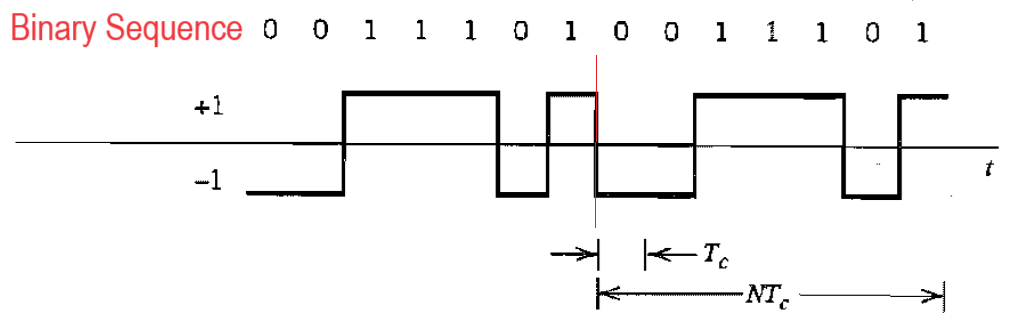 Binary Sequence 0 0 1 1 1 0 1 0 0 1 1 1 0 1
+1
−1
t
T_c
NT_c